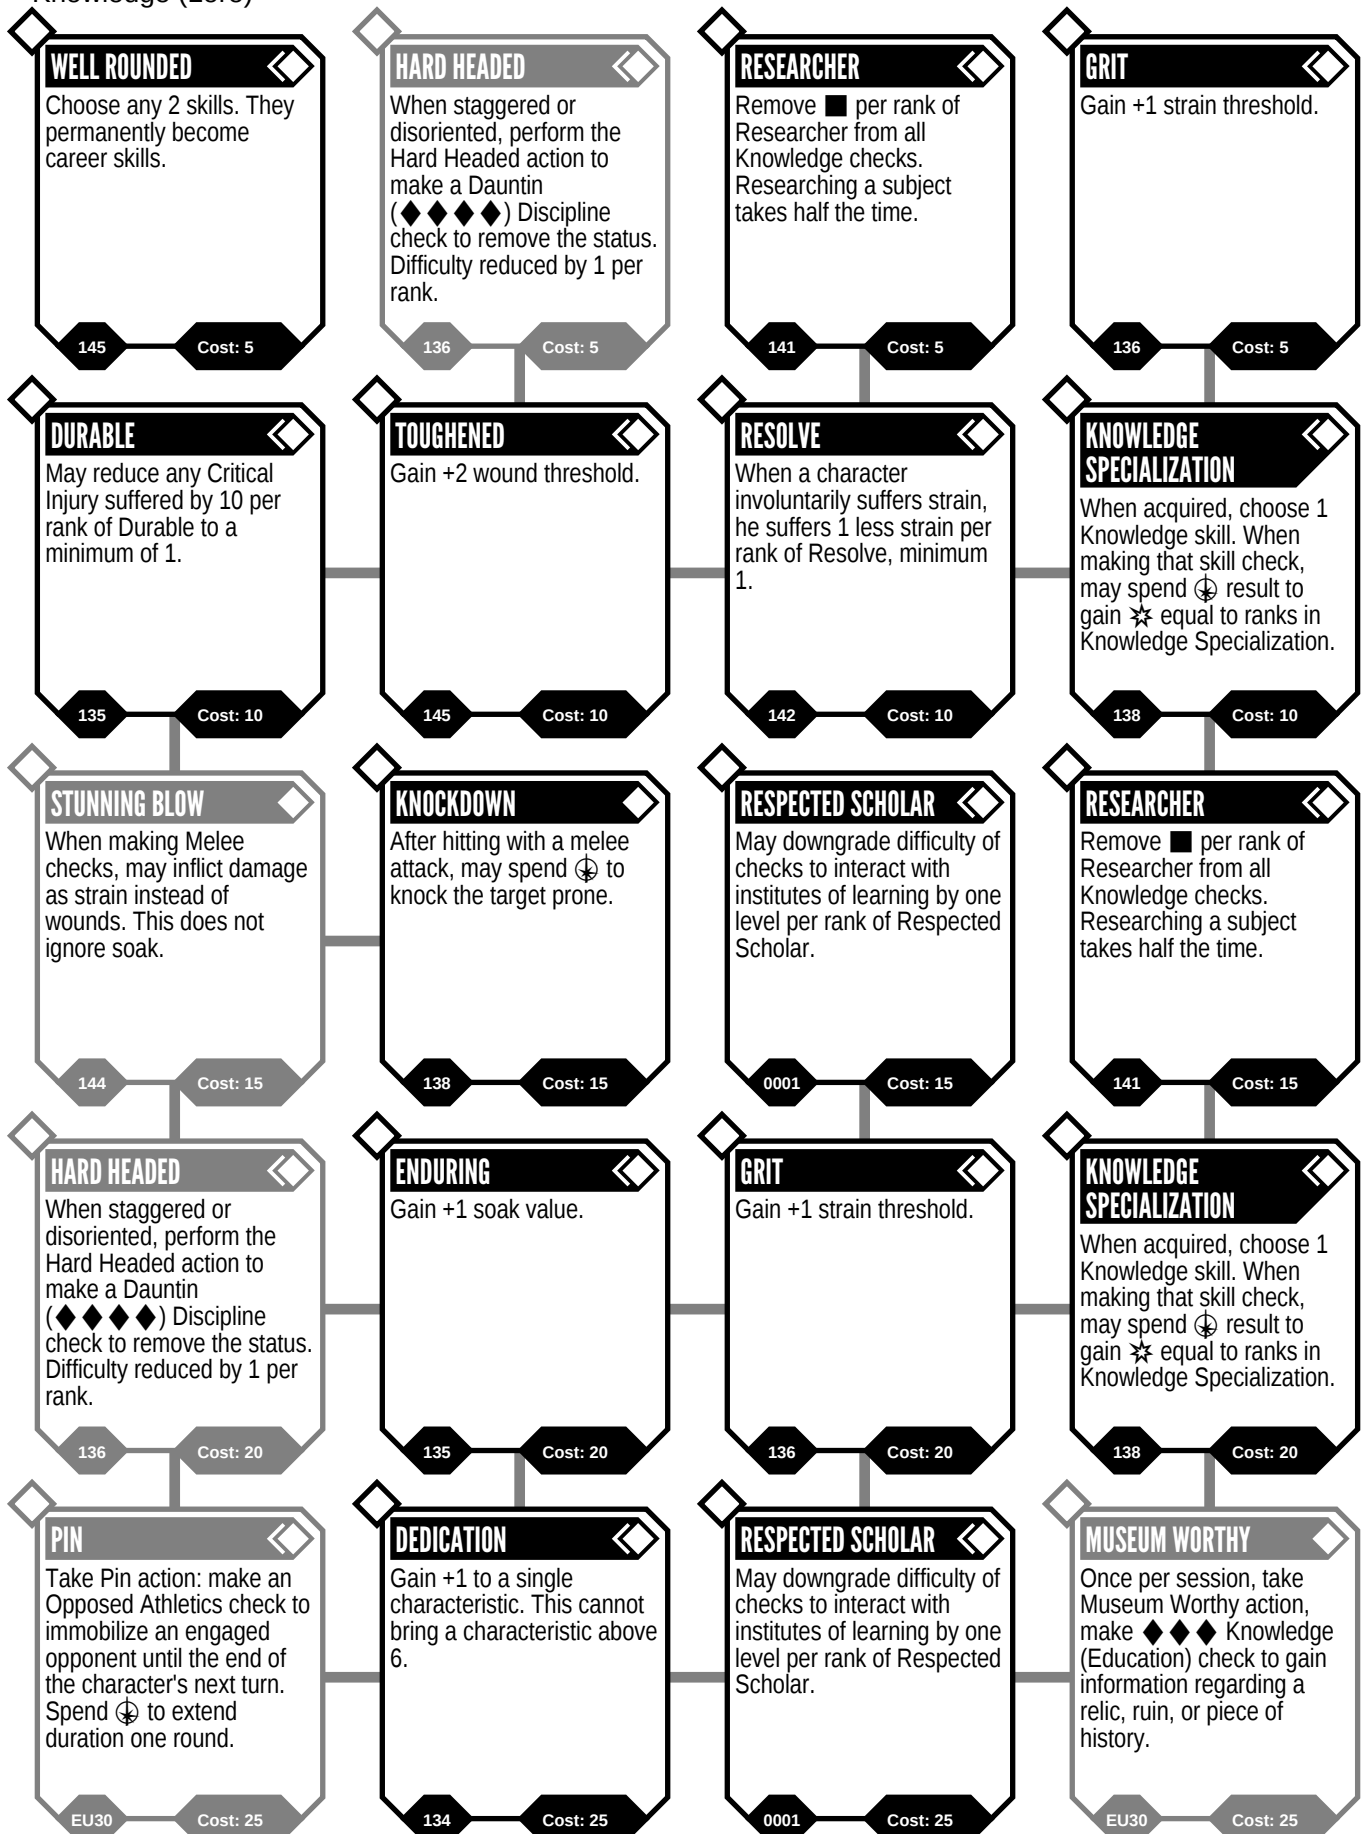 Knowledge (Lore)
WELL ROUNDED
Choose any 2 skills. They
permanently become
career skills.
145
Cost: 5
HARD HEADED
When staggered or
disoriented, perform the
Hard Headed action to
make a Dauntin
(◆◆◆◆) Discipline
check to remove the status.
Difficulty reduced by 1 per
rank.
136
Cost: 5
RESEARCHER
Remove ■ per rank of
Researcher from all
Knowledge checks.
Researching a subject
takes half the time.
141
Cost: 5
GRIT
Gain +1 strain threshold.
136
Cost: 5
DURABLE
May reduce any Critical
Injury suffered by 10 per
rank of Durable to a
minimum of 1.
135
Cost: 10
TOUGHENED
Gain +2 wound threshold.
145
Cost: 10
RESOLVE
When a character
involuntarily suffers strain,
he suffers 1 less strain per
rank of Resolve, minimum
1.
142
Cost: 10
KNOWLEDGE
SPECIALIZATION
When acquired, choose 1
Knowledge skill. When
making that skill check,
may spend result to
gain equal to ranks in
Knowledge Specialization.
138
Cost: 10
STUNNING BLOW
When making Melee
checks, may inflict damage
as strain instead of
wounds. This does not
ignore soak.
144
Cost: 15
KNOCKDOWN
After hitting with a melee
attack, may spend to
knock the target prone.
138
Cost: 15
RESPECTED SCHOLAR
May downgrade difficulty of
checks to interact with
institutes of learning by one
level per rank of Respected
Scholar.
0001
Cost: 15
RESEARCHER
Remove ■ per rank of
Researcher from all
Knowledge checks.
Researching a subject
takes half the time.
141
Cost: 15
HARD HEADED
When staggered or
disoriented, perform the
Hard Headed action to
make a Dauntin
(◆◆◆◆) Discipline
check to remove the status.
Difficulty reduced by 1 per
rank.
136
Cost: 20
ENDURING
Gain +1 soak value.
135
Cost: 20
GRIT
Gain +1 strain threshold.
136
Cost: 20
KNOWLEDGE
SPECIALIZATION
When acquired, choose 1
Knowledge skill. When
making that skill check,
may spend result to
gain equal to ranks in
Knowledge Specialization.
138
Cost: 20
PIN
Take Pin action: make an
Opposed Athletics check to
immobilize an engaged
opponent until the end of
the character's next turn.
Spend to extend
duration one round.
EU30
Cost: 25
DEDICATION
Gain +1 to a single
characteristic. This cannot
bring a characteristic above
6.
134
Cost: 25
RESPECTED SCHOLAR
May downgrade difficulty of
checks to interact with
institutes of learning by one
level per rank of Respected
Scholar.
0001
Cost: 25
MUSEUM WORTHY
Once per session, take
Museum Worthy action,
make ◆◆◆ Knowledge
(Education) check to gain
information regarding a
relic, ruin, or piece of
history.
EU30
Cost: 25